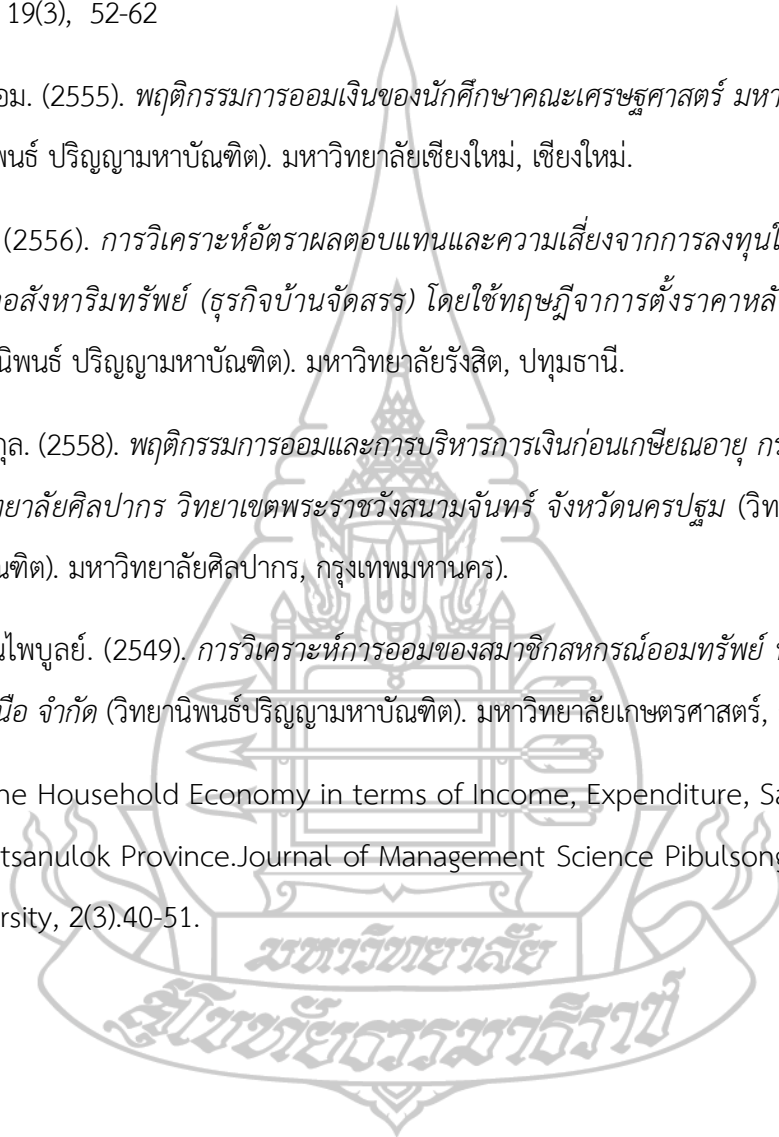 19(3), 52-62
อม. (2555). พฤติกรรมการออมเงินของนักศึกษาคณะเศรษฐศาสตร์ มหา
พนธ์ ปริญญามหาบัณฑิต). มหาวิทยาลัยเชียงใหม่, เชียงใหม่.
(2556). การวิเคราะห์อัตราผลตอบแทนและความเสี่ยงจากการลงทุนใ
อสังหาริมทรัพย์ (ธุรกิจบ้านจัดสรร) โดยใช้ทฤษฎีจาการตั้งราคาหลั
นิพนธ์ ปริญญามหาบัณฑิต). มหาวิทยาลัยรังสิต, ปทุมธานี.
กุล. (2558). พฤติกรรมการออมและการบริหารการเงินก่อนเกษียณอายุ กร
ทยาลัยศิลปากร วิทยาเขตพระราชวังสนามจันทร์ จังหวัดนครปฐม (วิท
ณฑิต). มหาวิทยาลัยศิลปากร, กรุงเทพมหานคร).
นไพบูลย์. (2549). การวิเคราะห์การออมของสมาชิกสหกรณ์ออมทรัพย์ พ
นือ จำกัด (วิทยานิพนธ์ปริญญามหาบัณฑิต). มหาวิทยาลัยเกษตรศาสตร์,
he Household Economy in terms of Income, Expenditure, Sa
tsanulok Province.Journal of Management Science Pibulsong
rsity, 2(3).40-51.
มหาวิทยาลัย
สุโขทัยธรรมาธิราช